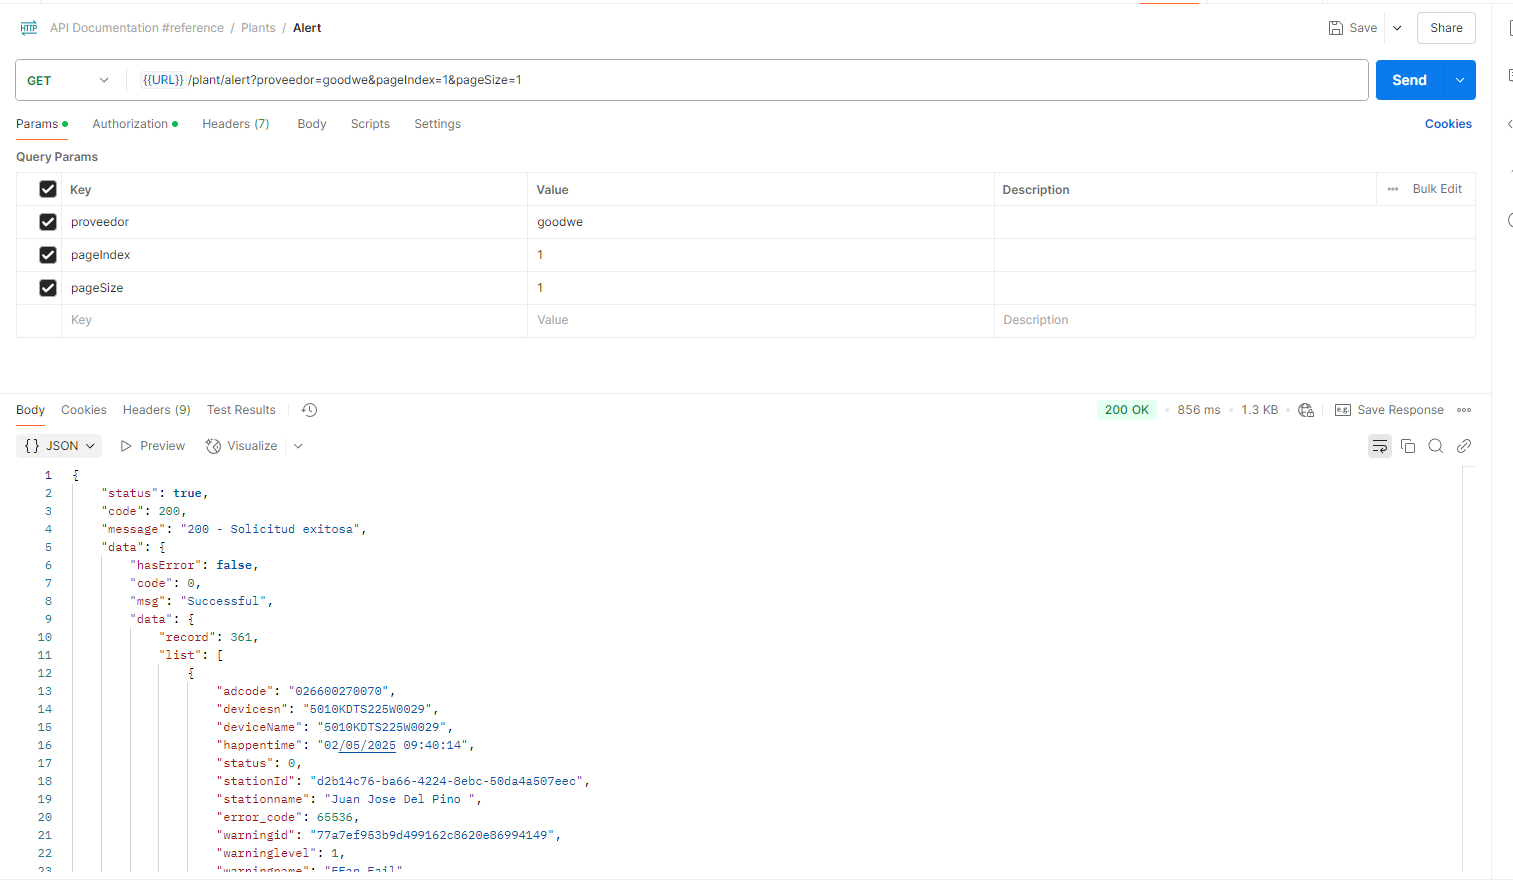 HTTP API Documentation #reference / Plants / Alert Save Share
GET {{URL}} /plant/alert?proveedor=goodwe&pageIndex=1&pageSize=1 Send
Params Authorization Headers (7) Body Scripts Settings Cookies
Query Params
Key Value Description Bulk Edit
proveedor goodwe
pageIndex 1
pageSize 1
Key Value Description
Body Cookies Headers (9) Test Results 200 OK 856 ms 1.3 KB e.g. Save Response
{} JSON Preview Visualize
1 {
2 "status": true,
3 "code": 200,
4 "message": "200 - Solicitud exitosa",
5 "data": {
6 "hasError": false,
7 "code": 0,
8 "msg": "Successful",
9 "data": {
10 "record": 361,
11 "list": [
12 {
13 "adcode": "026600270070",
14 "devicesn": "5010KDTS225W0029",
15 "deviceName": "5010KDTS225W0029",
16 "happentime": "02/05/2025 09:40:14",
17 "status": 0,
18 "stationId": "d2b14c76-ba66-4224-8ebc-50da4a507eec",
19 "stationname": "Juan Jose Del Pino ",
20 "error_code": 65536,
21 "warningid": "77a7ef953b9d499162c8620e86994149",
22 "warninglevel": 1,
23 "warningname": "EFan Fail"